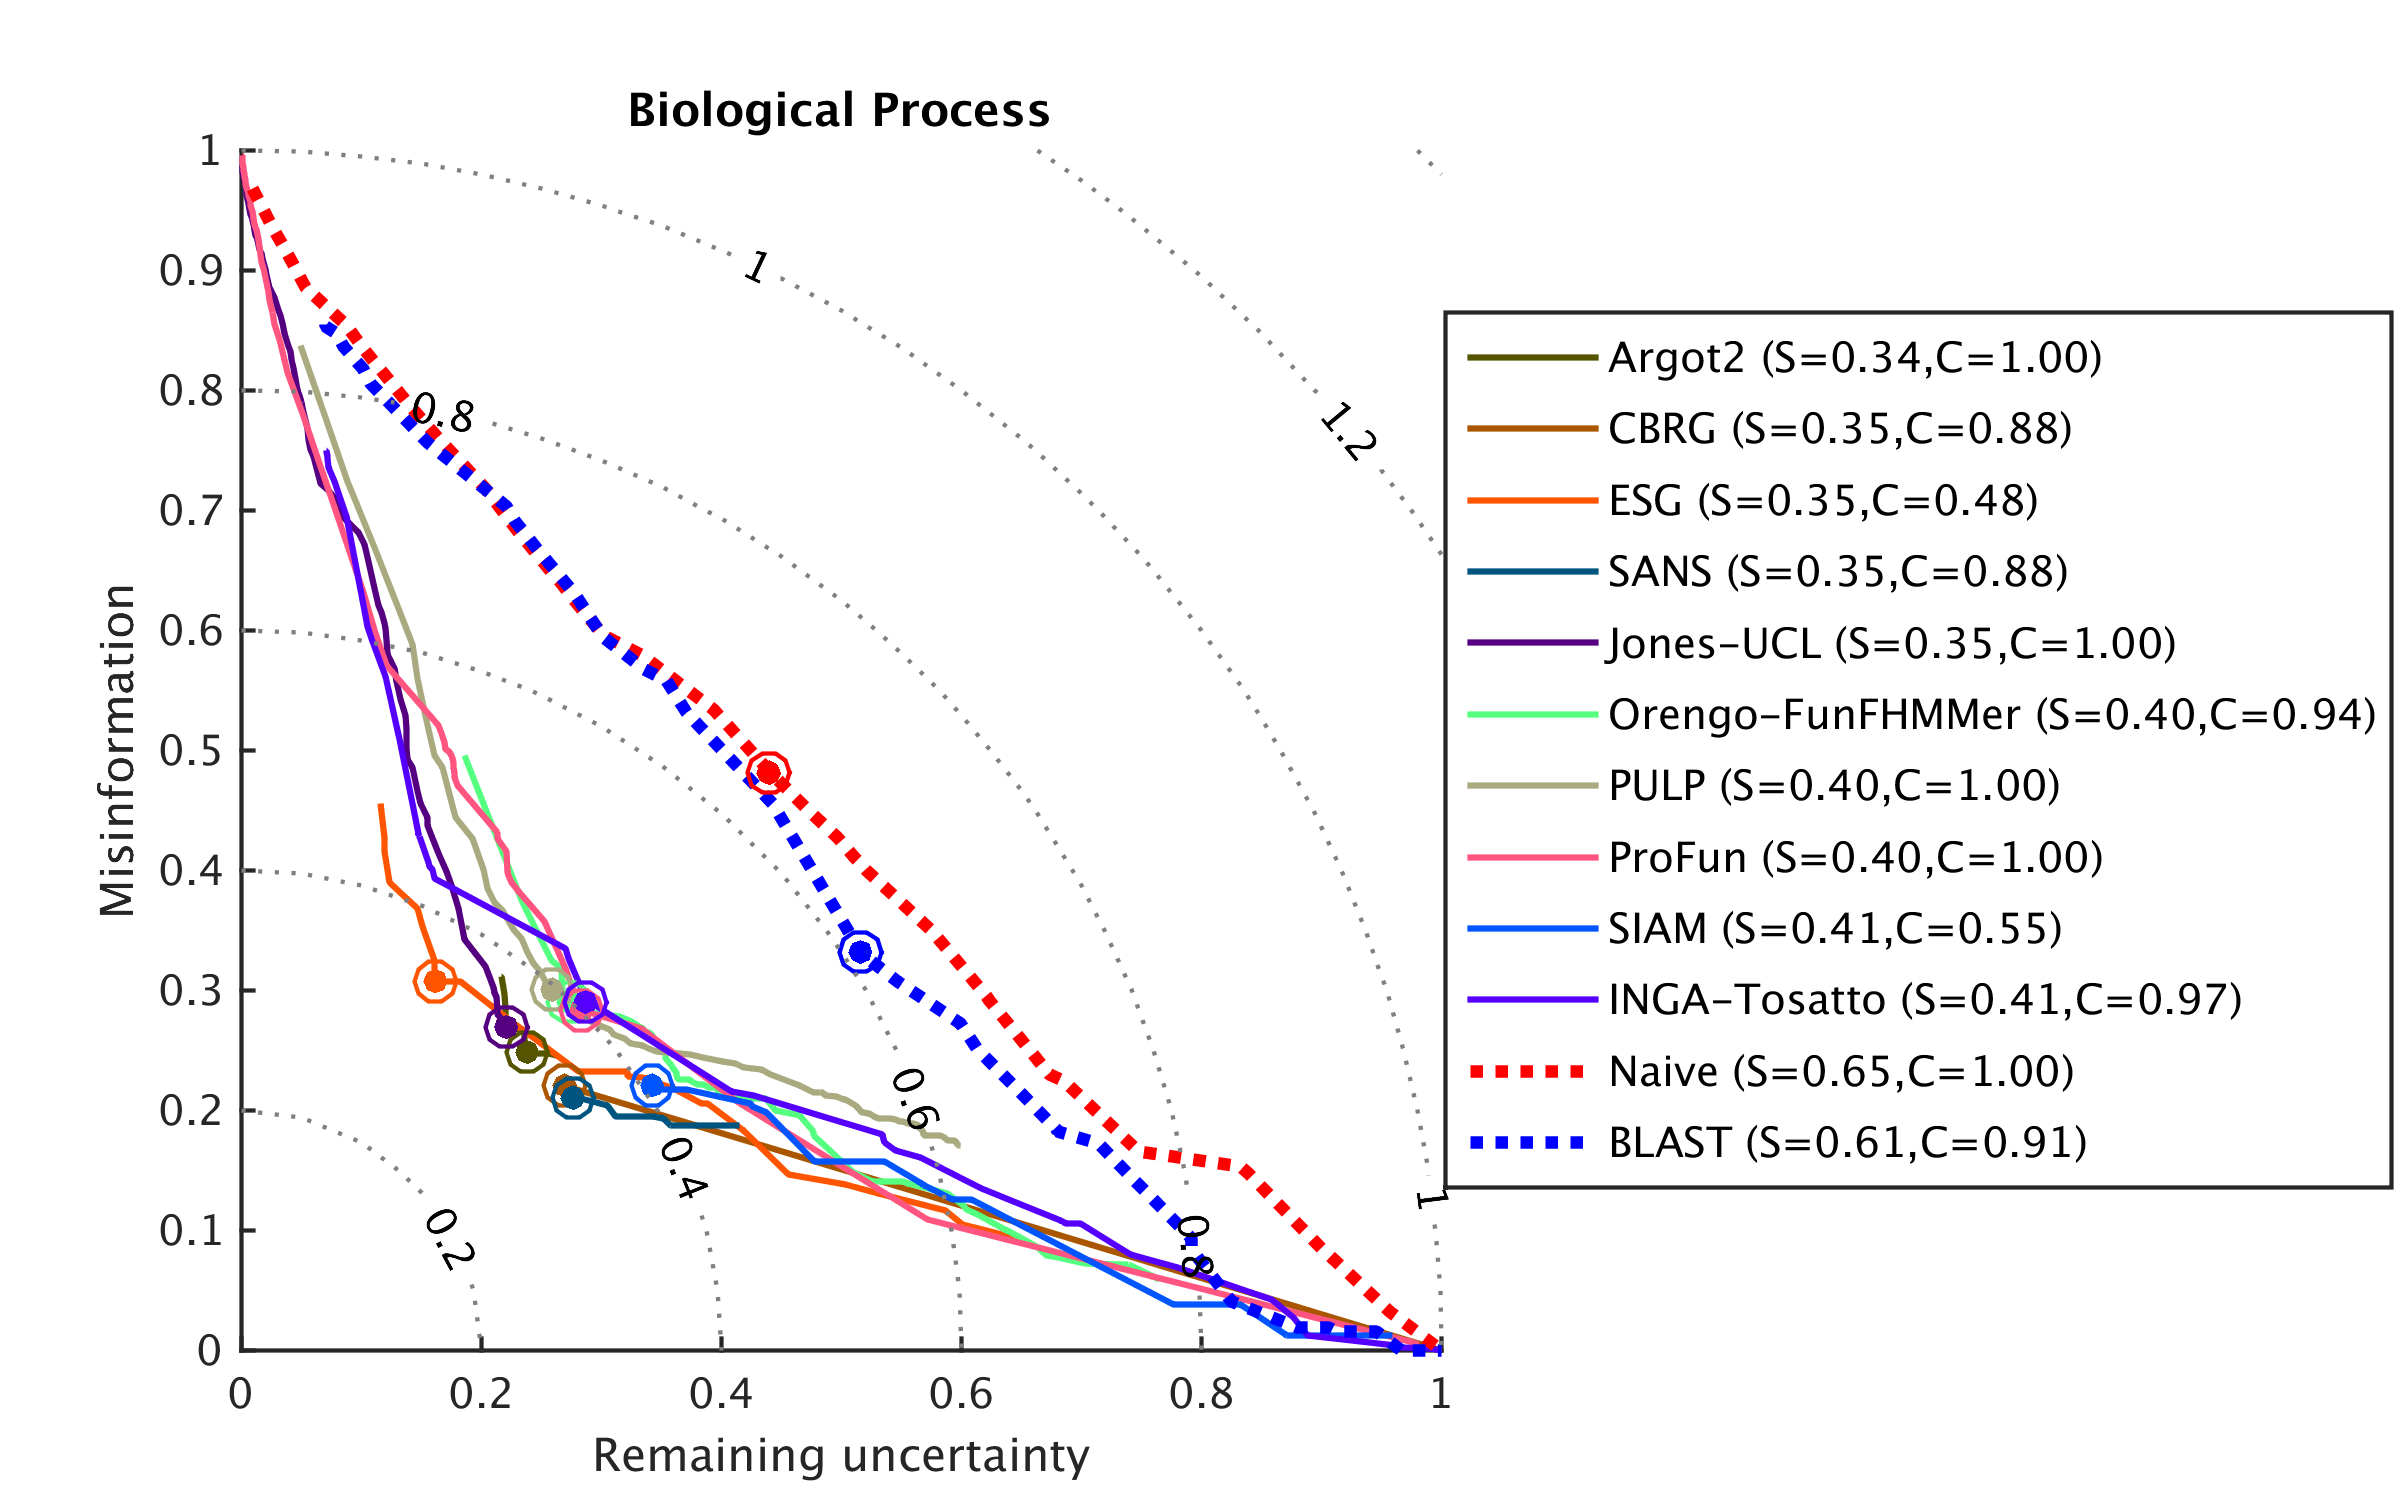 Biological Process
1
0.9
0.8
0.7
0.6
0.5
0.4
0.3
0.2
0.1
0
Misinformation
1
1.2
0.8
0.6
0.4
0.2
0.8
1
Argot2 (S=0.34,C=1.00)
CBRG (S=0.35,C=0.88)
ESG (S=0.35,C=0.48)
SANS (S=0.35,C=0.88)
Jones-UCL (S=0.35,C=1.00)
Orengo-FunFHMMer (S=0.40,C=0.94)
PULP (S=0.40,C=1.00)
ProFun (S=0.40,C=1.00)
SIAM (S=0.41,C=0.55)
INGA-Tosatto (S=0.41,C=0.97)
Naive (S=0.65,C=1.00)
BLAST (S=0.61,C=0.91)
0 0.2 0.4 0.6 0.8 1
Remaining uncertainty